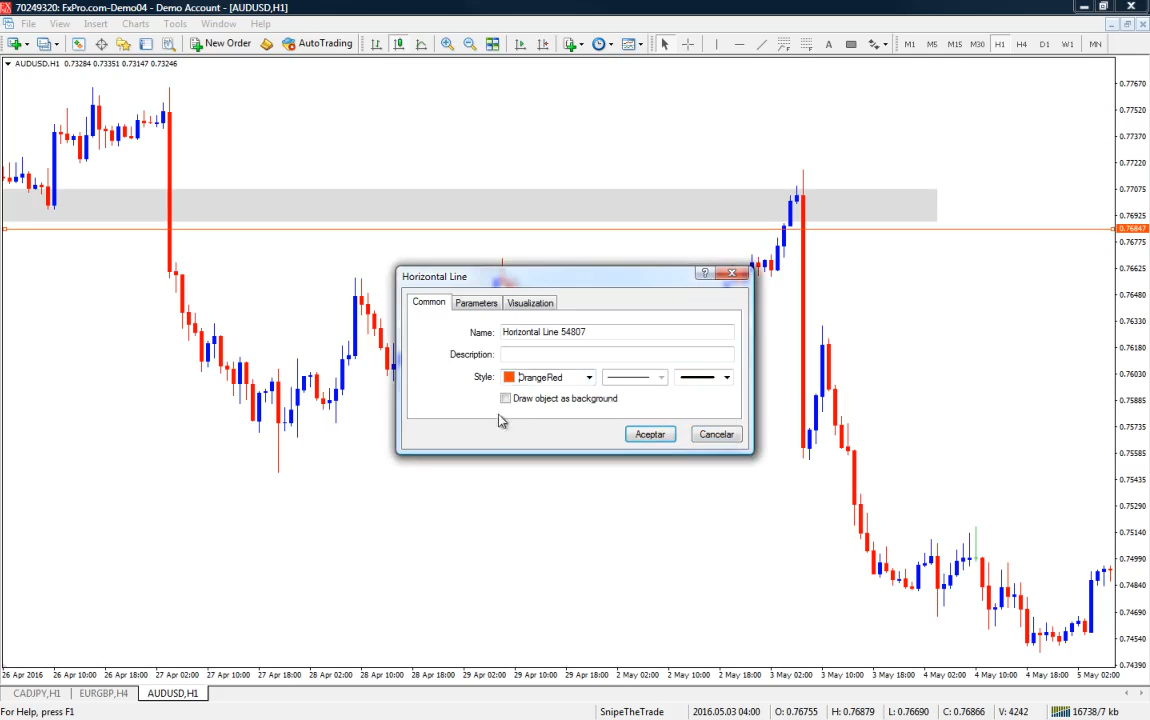 70249320: FxPro.com-Demo04 - Demo Account - [AUDUSD,H1]
File View Insert Charts Tools Window Help
New Order AutoTrading A M1 M5 M15 M30 H1 H4 D1 W1 MN
AUDUSD,H1 0.73284 0.73351 0.73147 0.73246
0.77670
0.77520
0.77370
0.77220
0.77075
0.76925
0.76847
0.76775
0.76625
0.76480
0.76330
0.76180
0.76030
0.75885
0.75735
0.75585
0.75435
0.75290
0.75140
0.74990
0.74840
0.74690
0.74540
0.74390
Horizontal Line
Common Parameters Visualization
Name: Horizontal Line 54807
Description:
Style: OrangeRed
Draw object as background
Aceptar Cancelar
26 Apr 2016 26 Apr 10:00 26 Apr 18:00 27 Apr 02:00 27 Apr 10:00 27 Apr 18:00 28 Apr 02:00 28 Apr 10:00 28 Apr 18:00 29 Apr 02:00 29 Apr 10:00 29 Apr 18:00 2 May 02:00 2 May 10:00 2 May 18:00 3 May 02:00 3 May 10:00 3 May 18:00 4 May 02:00 4 May 10:00 4 May 18:00 5 May 02:00
CADJPY,H1 EURGBP,H4 AUDUSD,H1
For Help, press F1 SnipeTheTrade 2016.05.03 04:00 O: 0.76755 H: 0.76879 L: 0.76690 C: 0.76866 V: 4242 16738/7 kb